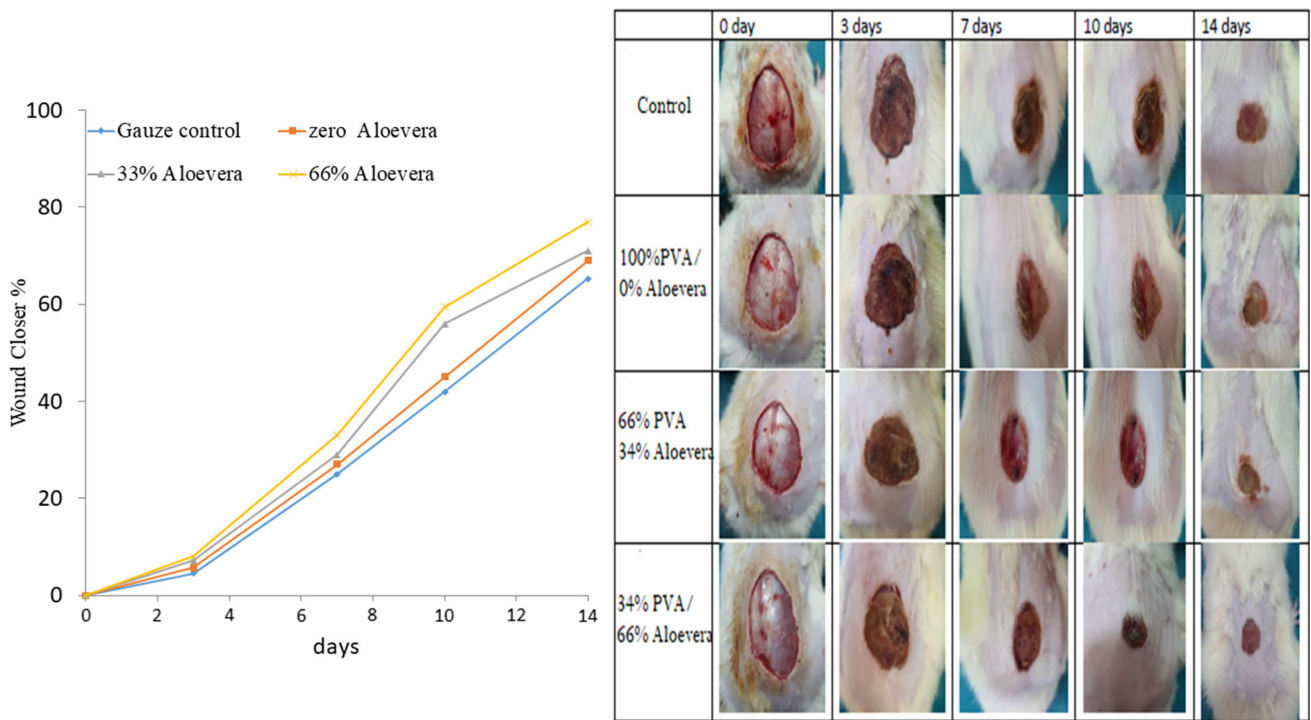 100
80
60
40
20
0
Wound Closer %
Gauze control
zero Aloevera
33% Aloevera
66% Aloevera
0 2 4 6 8 10 12 14
days
0 day 3 days 7 days 10 days 14 days
Control
100%PVA/
0% Aloevera
66% PVA
34% Aloevera
34% PVA/
66% Aloevera